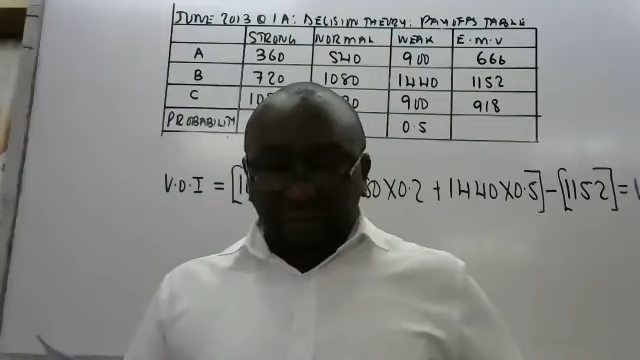 JUNE 2013 Q 1A: DECISION THEORY: PAYOFFS TABLE
STRONG NORMAL WEAK E.M.V
A 360 540 900 666
B 720 1080 1440 1152
C 900 918
PROBABILITY 0.5
V.O.I = [ X0.2 + 1440X0.5] - [1152] =